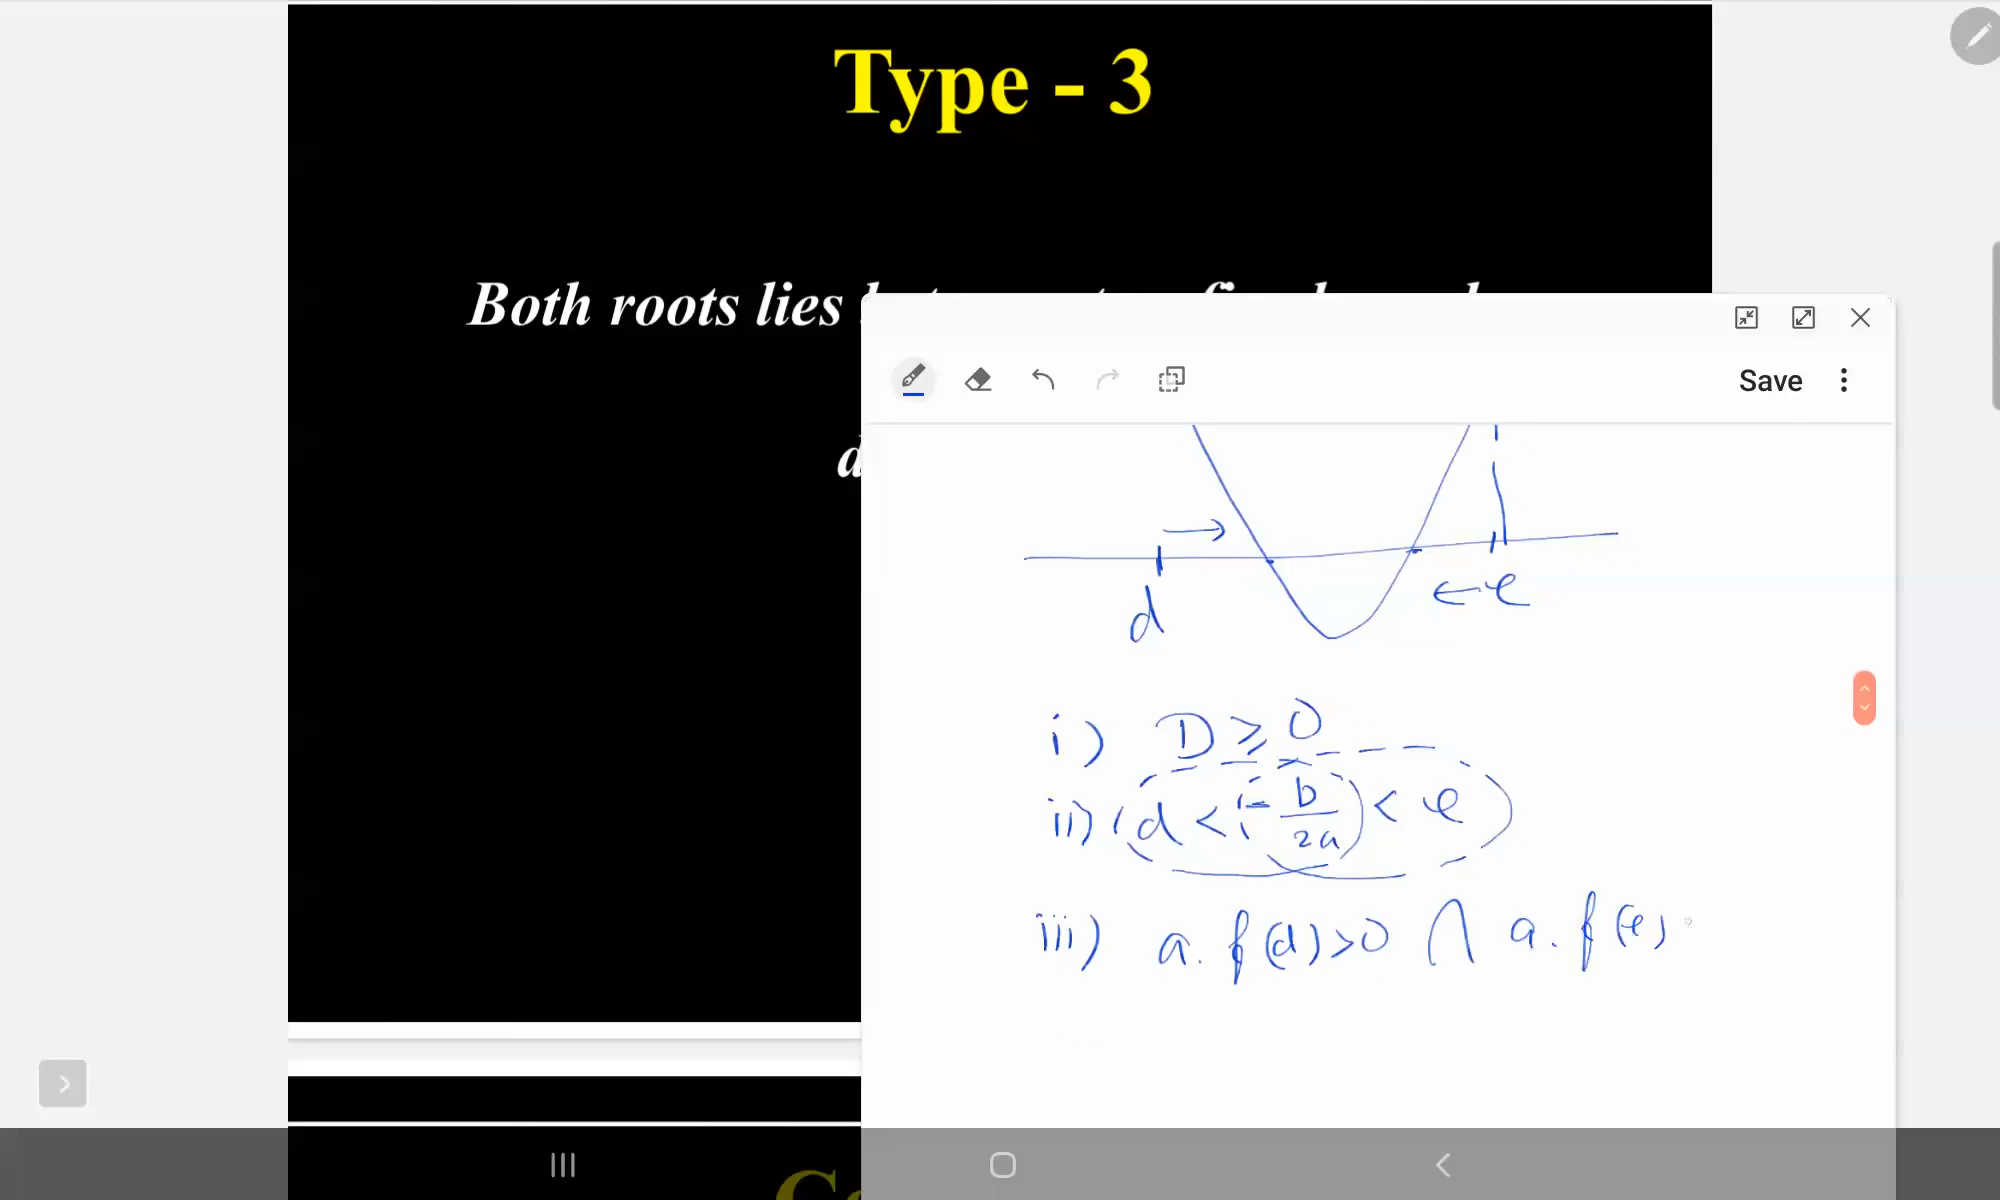 Type - 3
Both roots lies
d
Save
d
← e
i) D ≥ 0
ii) d < - b/2a < e
iii) a. f(d) > 0 ∩ a. f(e)